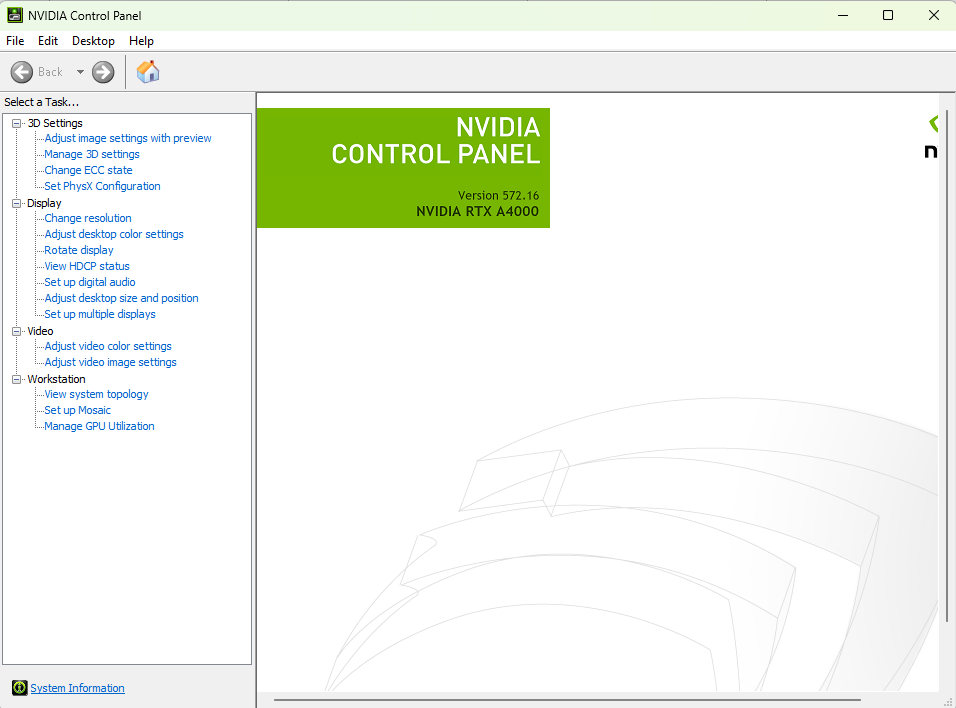 NVIDIA Control Panel
File Edit Desktop Help
Back
Select a Task...
3D Settings
Adjust image settings with preview
Manage 3D settings
Change ECC state
Set PhysX Configuration
Display
Change resolution
Adjust desktop color settings
Rotate display
View HDCP status
Set up digital audio
Adjust desktop size and position
Set up multiple displays
Video
Adjust video color settings
Adjust video image settings
Workstation
View system topology
Set up Mosaic
Manage GPU Utilization
System Information
NVIDIA
CONTROL PANEL
Version 572.16
NVIDIA RTX A4000
n